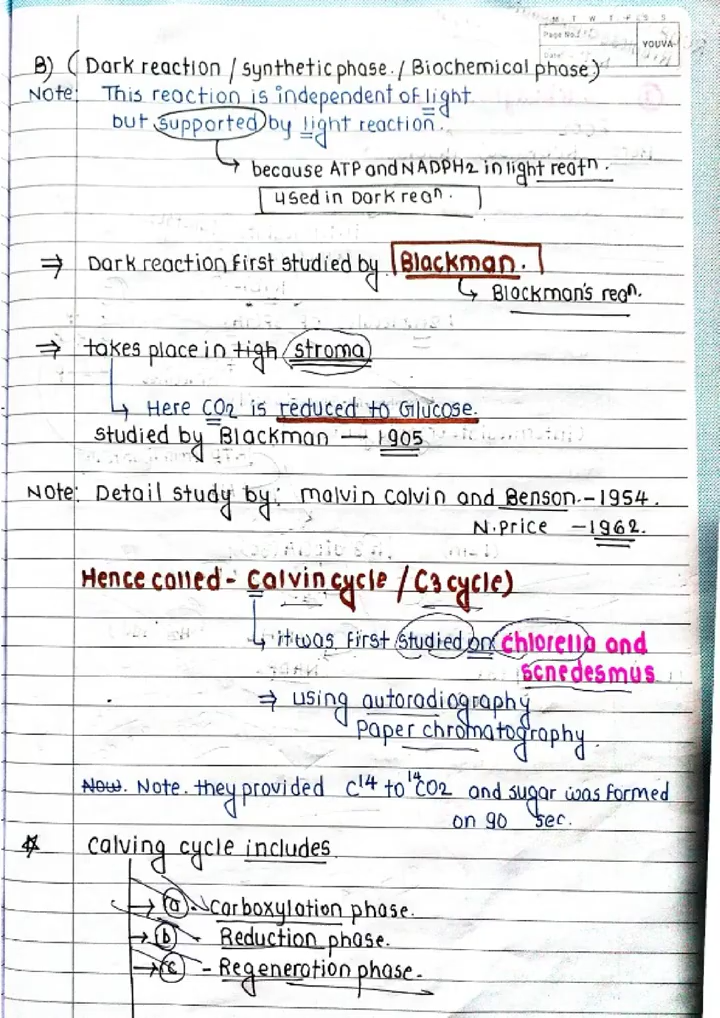 M T W T F S S
Page No.:
Date:
YOUVA
B) ( Dark reaction / synthetic phase. / Biochemical phase)
Note: This reaction is independent of light
but supported by light reaction.
because ATP and NADPH2 in light reatn.
used in Dark rean.
⇒ Dark reaction first studied by Blackman.
Blackman's rean.
⇒ takes place in tigh stroma
Here CO2 is reduced to Glucose.
studied by Blackman — 1905
Note: Detail study by: malvin calvin and Benson.-1954.
N.price -1962.
Hence called - Calvin cycle / C3 cycle)
it was first studied on chlorella and
scnedesmus
⇒ using autoradiography
Paper chromatography.
Now. Note. they provided C14 to 14CO2 and sugar was formed
on 90 sec.
calving cycle includes
→ (a) - carboxylation phase.
→ (b) - Reduction phase.
→ (c) - Regeneration phase.